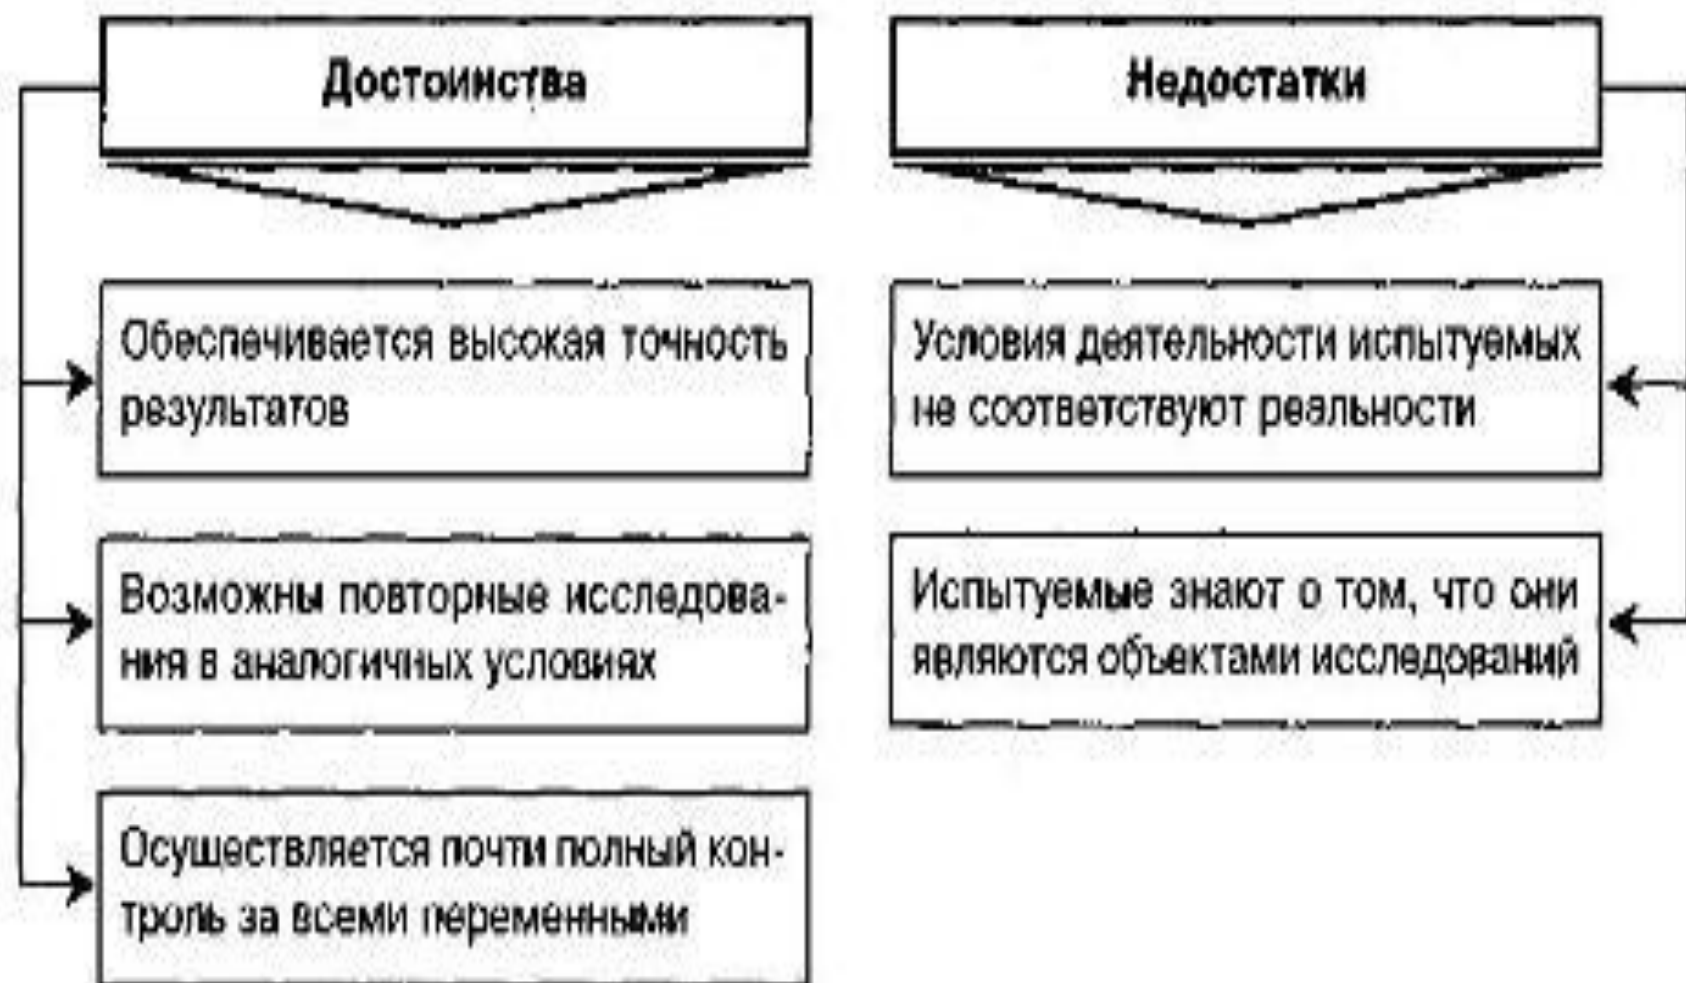 Достоинства
Обеспечивается высокая точность
результатов
Возможны повторные исследова-
ния в аналогичных условиях
Осуществляется почти полный кон-
троль за всеми переменными
Недостатки
Условия деятельности испытуемых
не соответствуют реальности
Испытуемые знают о том, что они
являются объектами исследований